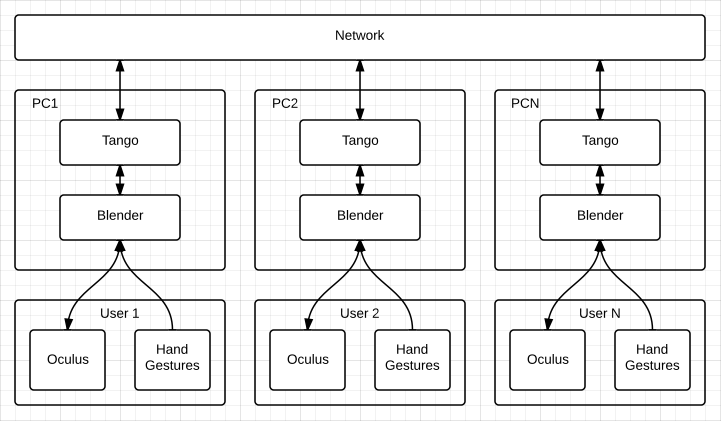 Network
PC1
PC2
PCN
Tango
Tango
Tango
Blender
Blender
Blender
User 1
User 2
User N
Oculus
Hand
Gestures
Oculus
Hand
Gestures
Oculus
Hand
Gestures